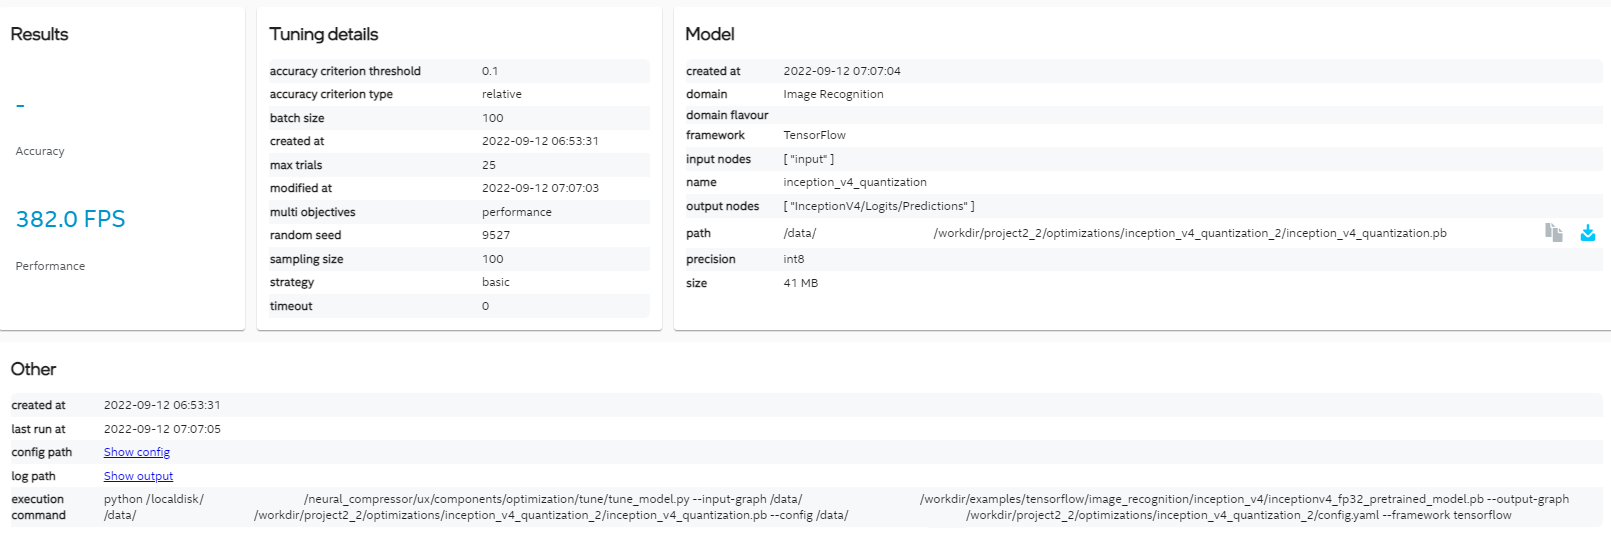 Results
-
Accuracy
382.0 FPS
Performance
Tuning details
accuracy criterion threshold 0.1
accuracy criterion type relative
batch size 100
created at 2022-09-12 06:53:31
max trials 25
modified at 2022-09-12 07:07:03
multi objectives performance
random seed 9527
sampling size 100
strategy basic
timeout 0
Model
created at 2022-09-12 07:07:04
domain Image Recognition
domain flavour
framework TensorFlow
input nodes [ "input" ]
name inception_v4_quantization
output nodes [ "InceptionV4/Logits/Predictions" ]
path /data/ /workdir/project2_2/optimizations/inception_v4_quantization_2/inception_v4_quantization.pb
precision int8
size 41 MB
Other
created at 2022-09-12 06:53:31
last run at 2022-09-12 07:07:05
config path Show config
log path Show output
execution command python /localdisk/ /neural_compressor/ux/components/optimization/tune/tune_model.py --input-graph /data/ /workdir/examples/tensorflow/image_recognition/inception_v4/inceptionv4_fp32_pretrained_model.pb --output-graph
/data/ /workdir/project2_2/optimizations/inception_v4_quantization_2/inception_v4_quantization.pb --config /data/ /workdir/project2_2/optimizations/inception_v4_quantization_2/config.yaml --framework tensorflow